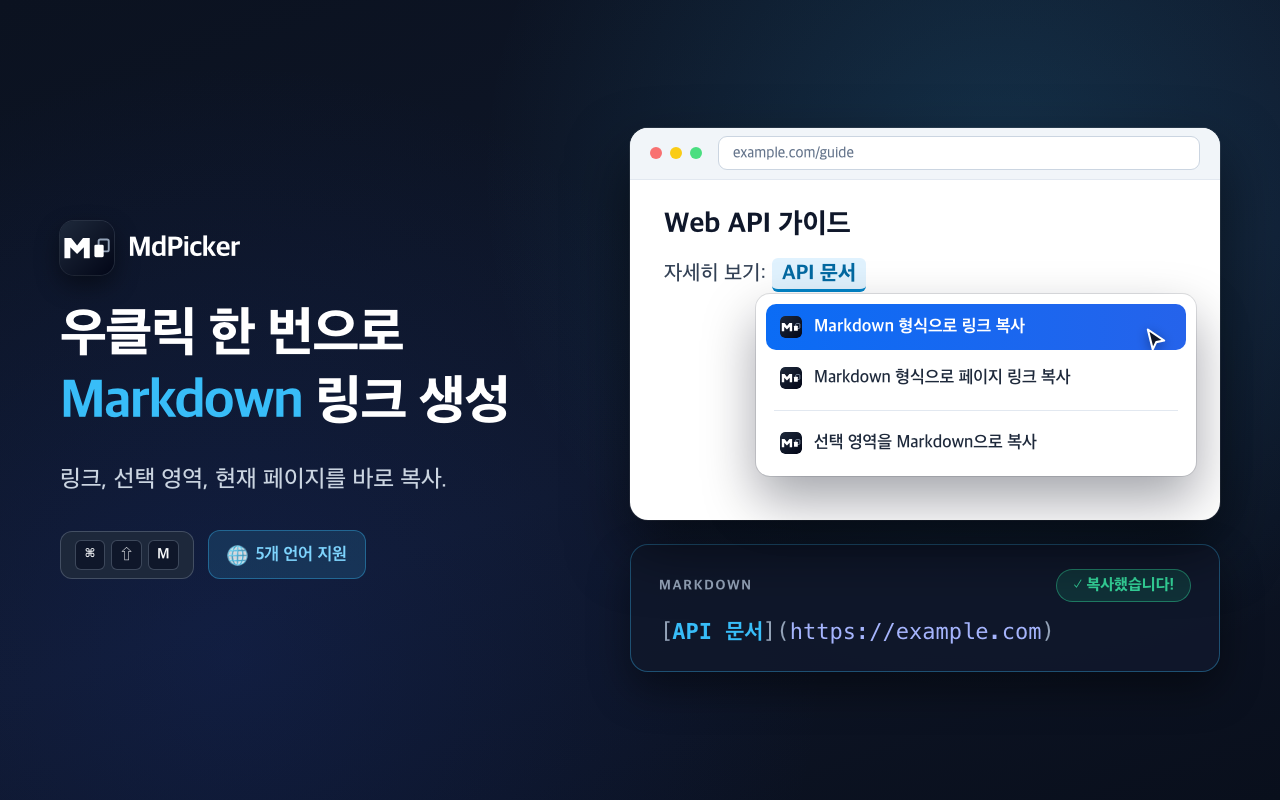 MdPicker
우클릭 한 번으로
Markdown 링크 생성
링크, 선택 영역, 현재 페이지를 바로 복사.
⌘ ⇧ M
5개 언어 지원
example.com/guide
Web API 가이드
자세히 보기: API 문서
Markdown 형식으로 링크 복사
Markdown 형식으로 페이지 링크 복사
선택 영역을 Markdown으로 복사
MARKDOWN
✓ 복사했습니다!
[API 문서](https://example.com)